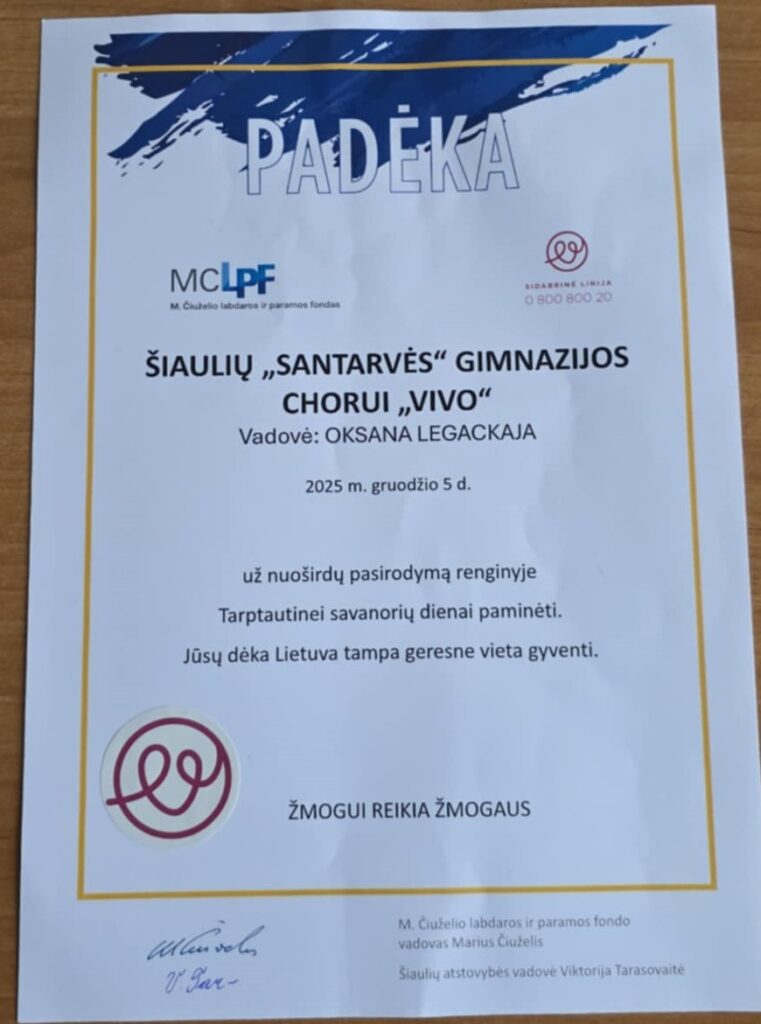 PADĖKA
MCLPF
M. Čiuželio labdaros ir paramos fondas
SIDABRINĖ LINIJA
0 800 800 20
ŠIAULIŲ „SANTARVĖS“ GIMNAZIJOS
CHORUI „VIVO“
Vadovė: OKSANA LEGACKAJA
2025 m. gruodžio 5 d.
už nuoširdų pasirodymą renginyje
Tarptautinei savanorių dienai paminėti.
Jūsų dėka Lietuva tampa geresne vieta gyventi.
ŽMOGUI REIKIA ŽMOGAUS
M. Čiuželio labdaros ir paramos fondo
vadovas Marius Čiuželis
Šiaulių atstovybės vadovė Viktorija Tarasovaitė